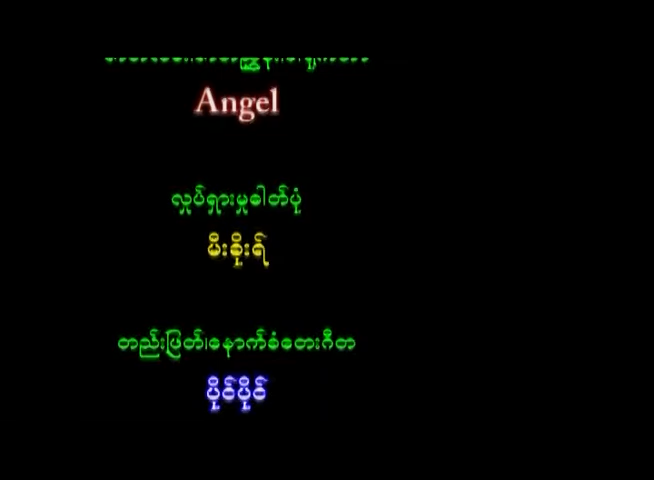 Angel
လှုပ်ရှားမှုဓါတ်ပုံ
မီးခိုးရိ
တည်းဖြတ်၊နောက်ခံတေးဂီတ
ပိုင်ပိုင်